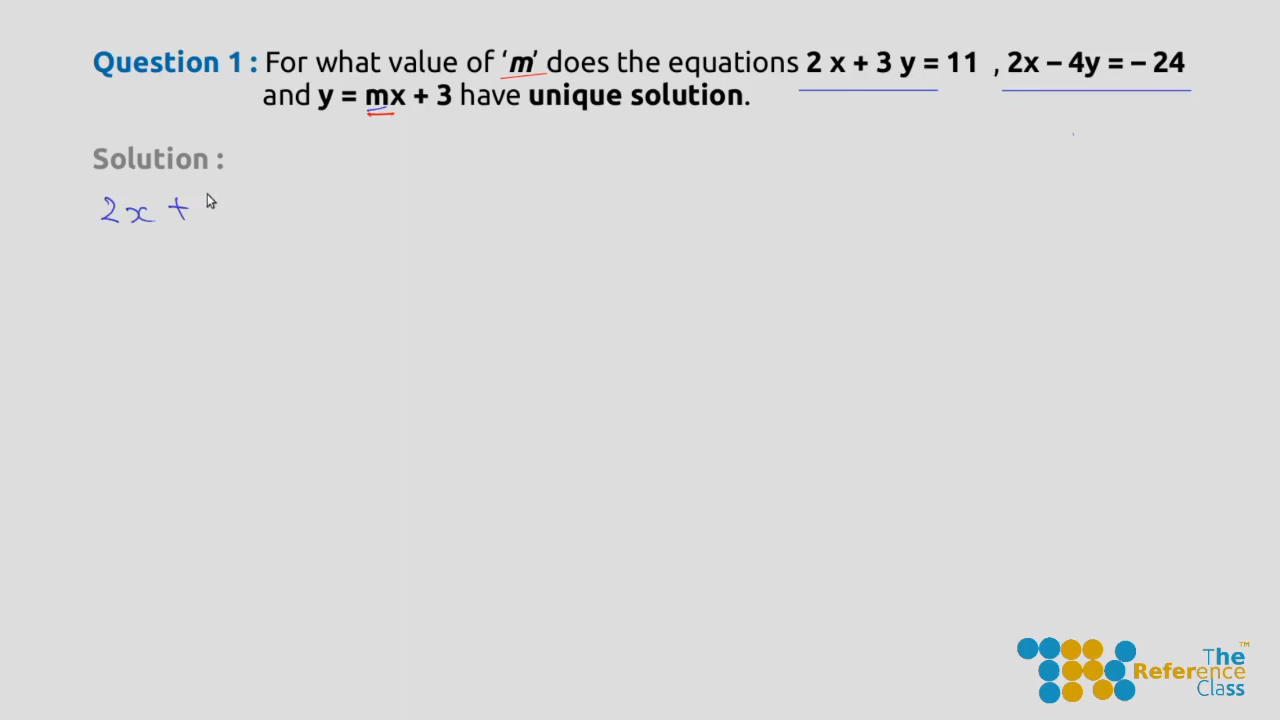 Question 1 : For what value of ‘m’ does the equations 2 x + 3 y = 11 , 2x – 4y = – 24
and y = mx + 3 have unique solution.
Solution :
2x +
The™
Reference
Class